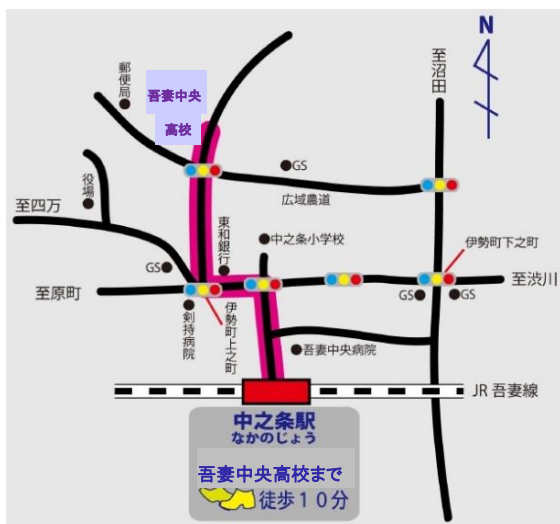 N
至沼田
郵便局
吾妻中央
高校
GS
役場
広域農道
至四万
東和銀行
中之条小学校
伊勢町下之町
GS
至原町
至渋川
GS
GS
剣持病院
伊勢町上之町
吾妻中央病院
JR 吾妻線
中之条駅
なかのじょう
吾妻中央高校まで
徒歩10分